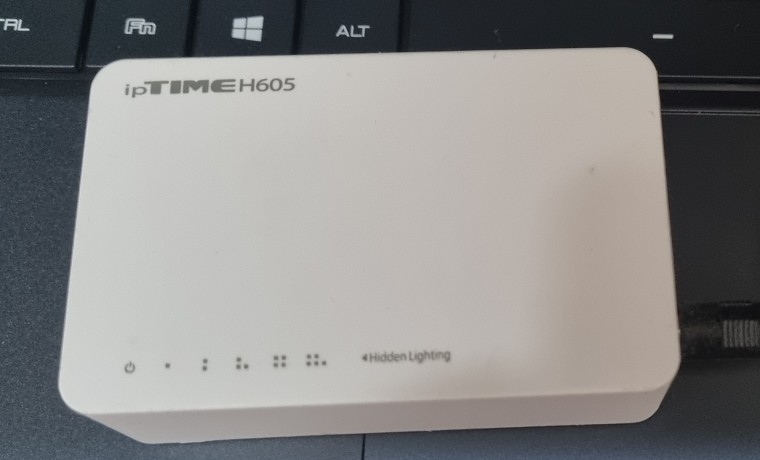 TRL Fn ALT
ipTIME H605
Hidden Lighting